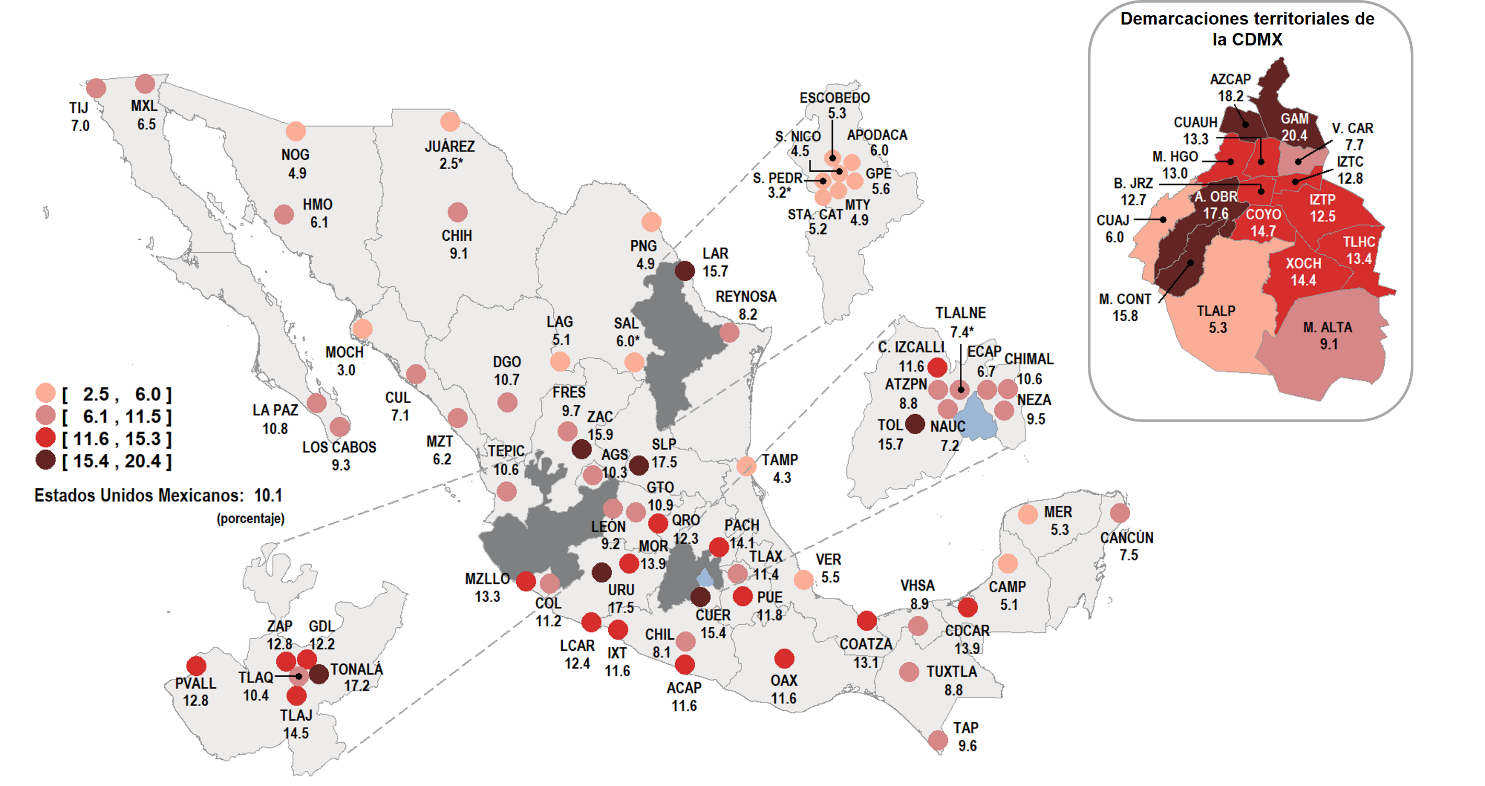 Demarcaciones territoriales de
la CDMX
AZCAP
18.2
CUAUH
13.3
GAM
20.4
V. CAR
7.7
M. HGO
13.0
IZTC
12.8
B. JRZ
12.7
A. OBR
17.6
IZTP
12.5
CUAJ
6.0
COYO
14.7
TLHC
13.4
XOCH
14.4
M. CONT
15.8
TLALP
5.3
M. ALTA
9.1
TIJ
7.0
MXL
6.5
NOG
4.9
HMO
6.1
JUÁREZ
2.5*
CHIH
9.1
ESCOBEDO
5.3
S. NICO
4.5
APODACA
6.0
S. PEDR
3.2*
GPE
5.6
MTY
4.9
STA. CAT
5.2
PNG
4.9
LAR
15.7
REYNOSA
8.2
LAG
5.1
SAL
6.0*
MOCH
3.0
DGO
10.7
CUL
7.1
FRES
9.7
ZAC
15.9
LA PAZ
10.8
LOS CABOS
9.3
MZT
6.2
TEPIC
10.6
AGS
10.3
SLP
17.5
TAMP
4.3
TLALNE
7.4*
C. IZCALLI
11.6
ECAP
6.7
CHIMAL
10.6
ATZPN
8.8
NEZA
9.5
TOL
15.7
NAUC
7.2
[ 2.5 , 6.0 ]
[ 6.1 , 11.5 ]
[ 11.6 , 15.3 ]
[ 15.4 , 20.4 ]
Estados Unidos Mexicanos: 10.1
(porcentaje)
GTO
10.9
LEÓN
9.2
QRO
12.3
PACH
14.1
MOR
13.9
TLAX
11.4
VER
5.5
MER
5.3
CANCÚN
7.5
MZLLO
13.3
COL
11.2
URU
17.5
CUER
15.4
PUE
11.8
VHSA
8.9
CAMP
5.1
LCAR
12.4
IXT
11.6
CHIL
8.1
ACAP
11.6
OAX
11.6
COATZA
13.1
CDCAR
13.9
TUXTLA
8.8
TAP
9.6
ZAP
12.8
GDL
12.2
PVALL
12.8
TLAQ
10.4
TONALÁ
17.2
TLAJ
14.5